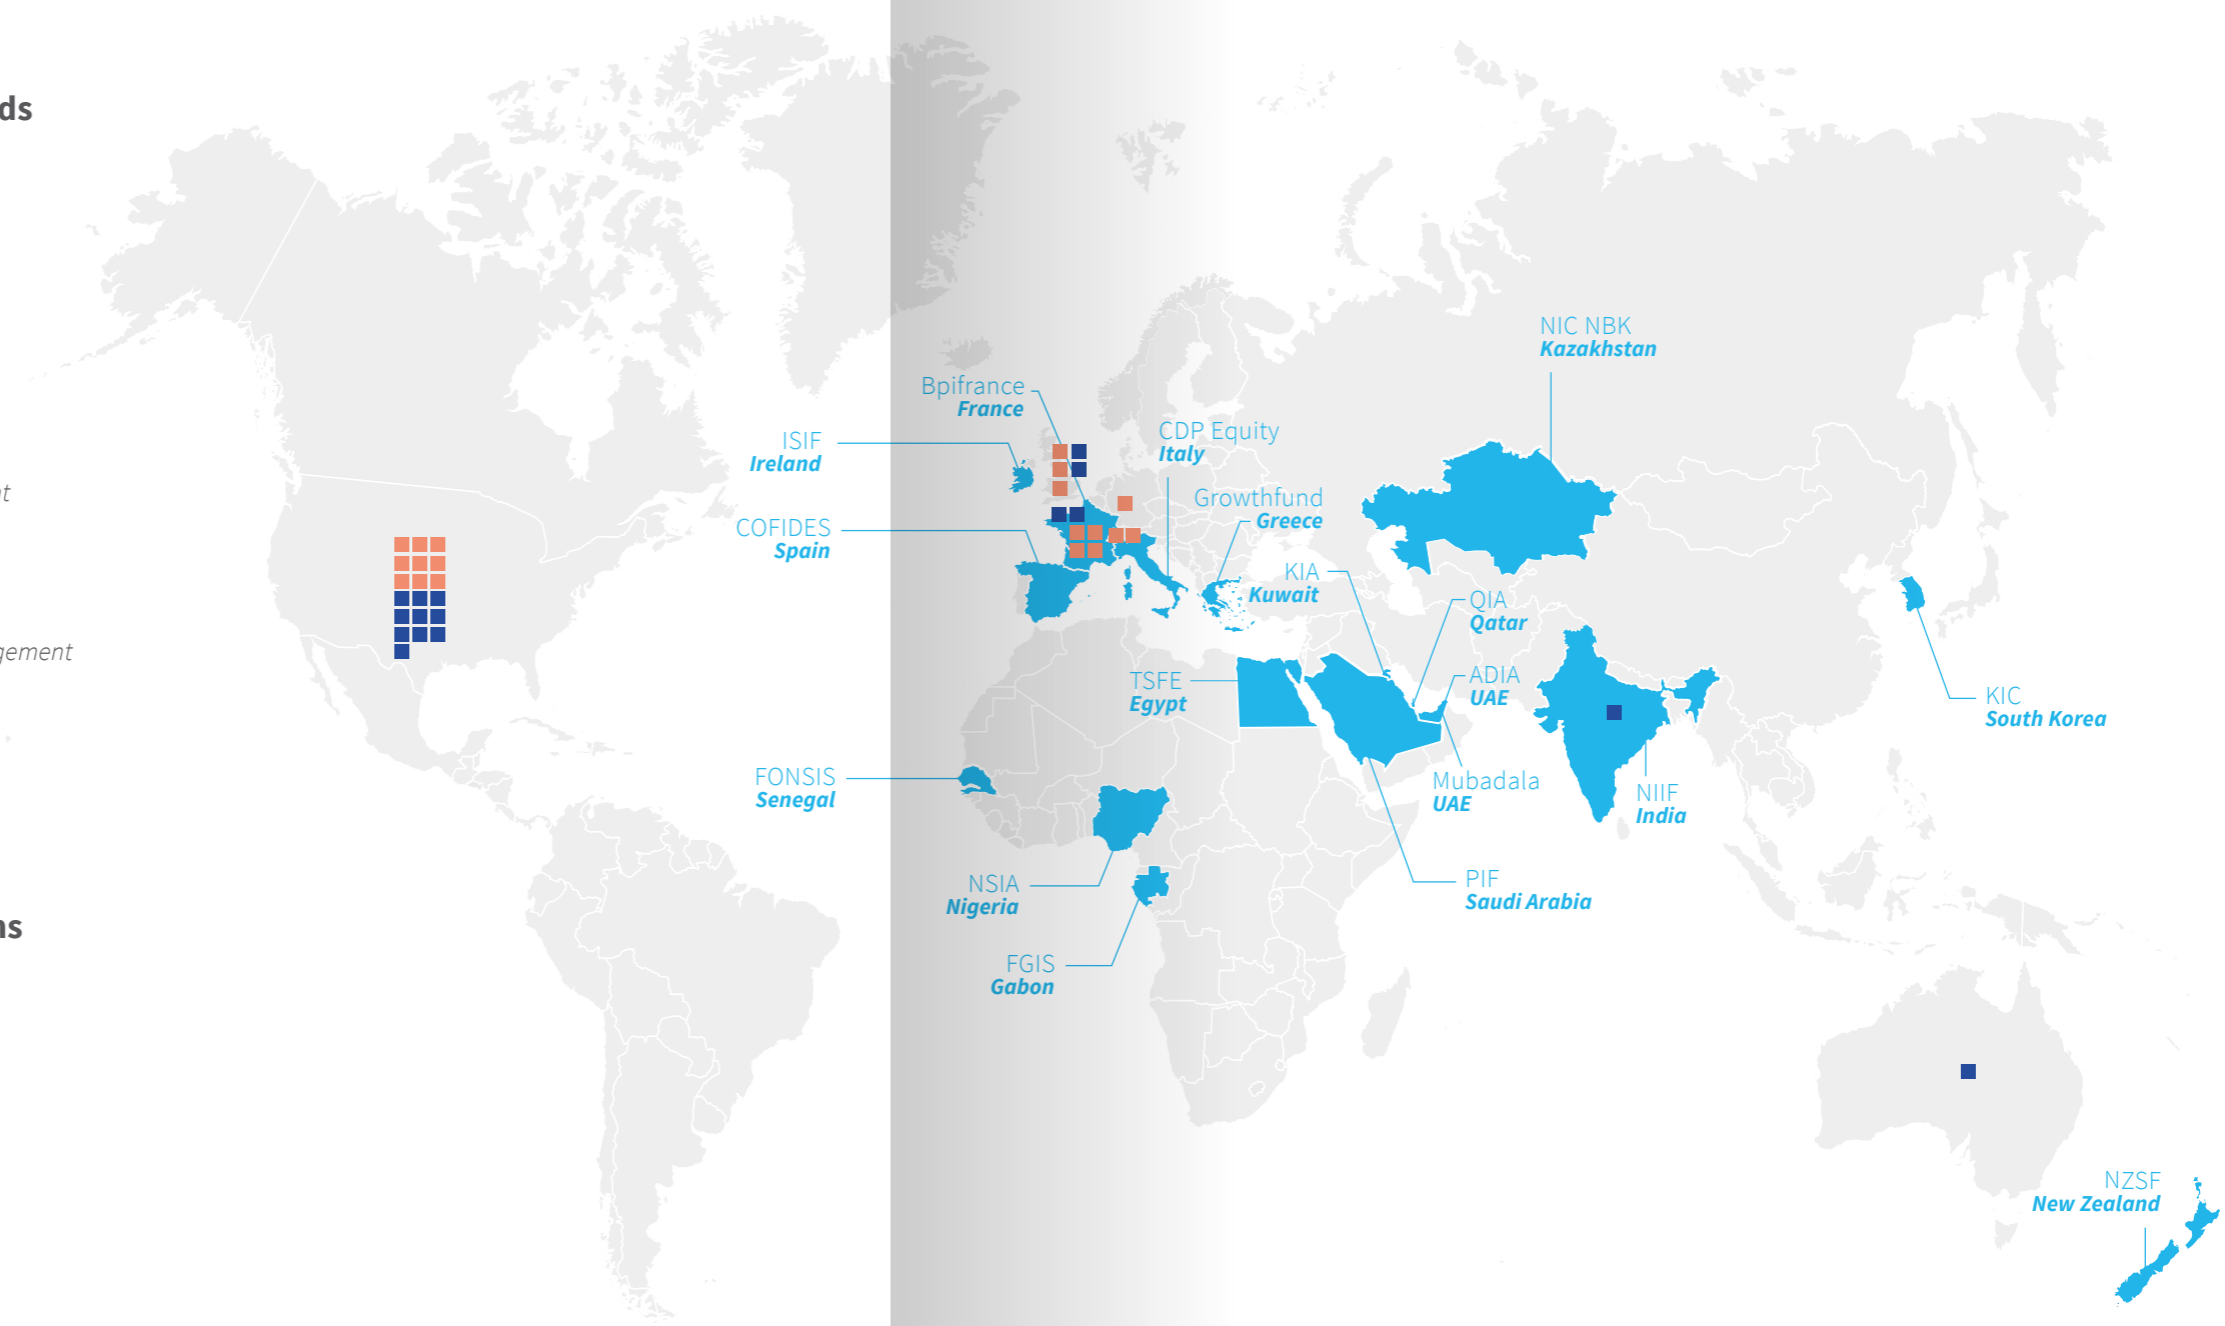 ds
NIC NBK
Kazakhstan
Bpifrance
France
CDP Equity
Italy
ISIF
Ireland
Growthfund
Greece
COFIDES
Spain
KIA
Kuwait
QIA
Qatar
gement
TSFE
Egypt
ADIA
UAE
KIC
South Korea
FONSIS
Senegal
Mubadala
UAE
NIIF
India
NSIA
Nigeria
PIF
Saudi Arabia
FGIS
Gabon
NZSF
New Zealand